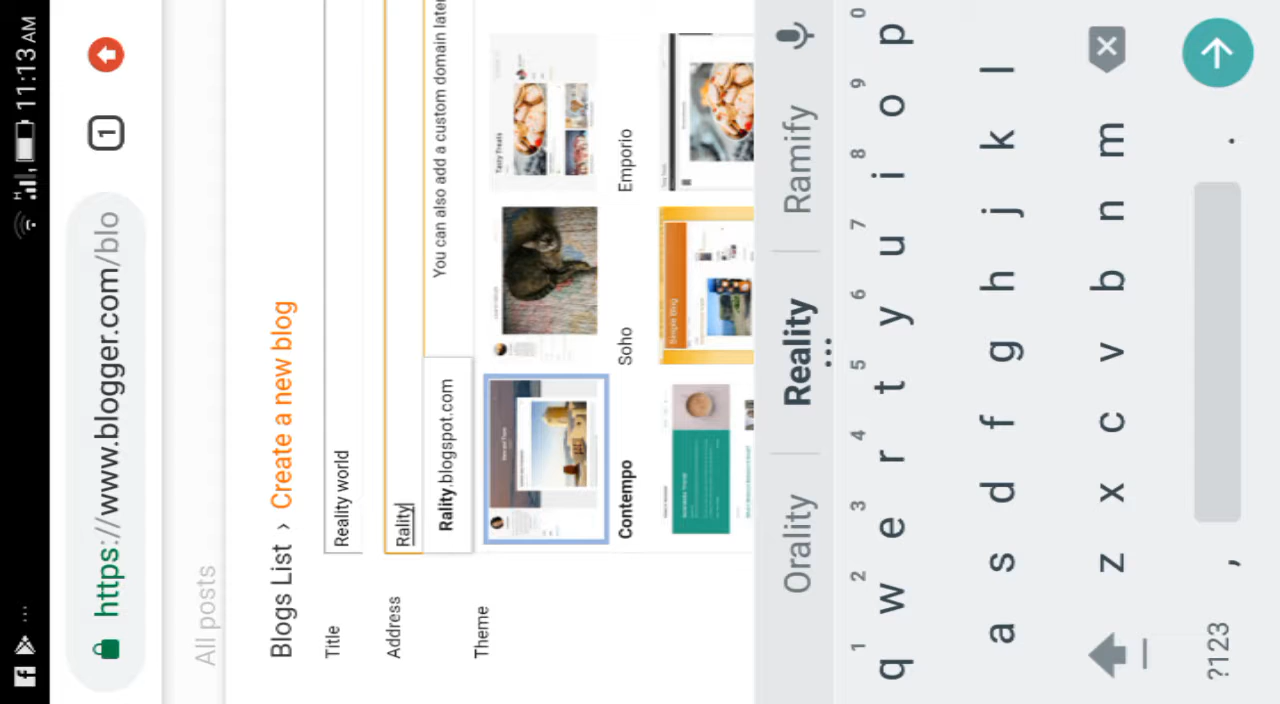 11:13 AM
H
f ...
https://www.blogger.com/blo
1
All posts
Blogs List › Create a new blog
Title
Reality world
Address
Rality
Rality.blogspot.com
You can also add a custom domain later
Theme
Tasty Treats
Contempo
Soho
Emporio
Simple Blog
Orality
Reality
Ramify
...
1 2 3 4 5 6 7 8 9 0
q w e r t y u i o p
a s d f g h j k l
z x c v b n m
?123 , .